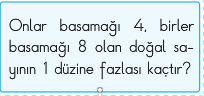 Onlar basamağı 4, birler
basamağı 8 olan doğal sa-
yının 1 düzine fazlası kaçtır?